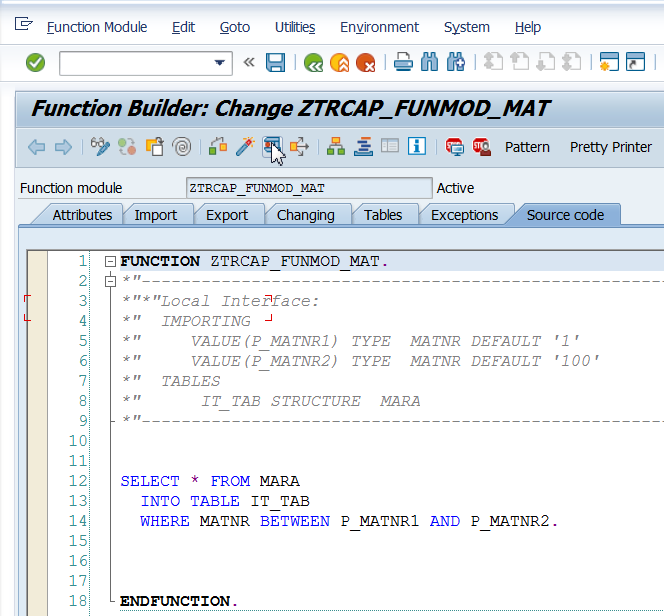 Function Module Edit Goto Utilities Environment System Help
Function Builder: Change ZTRCAP_FUNMOD_MAT
Pattern Pretty Printer
Function module ZTRCAP_FUNMOD_MAT Active
Attributes Import Export Changing Tables Exceptions Source code
1 FUNCTION ZTRCAP_FUNMOD_MAT.
2 *"----------------------------------------------------
3 *"*"Local Interface:
4 *"  IMPORTING
5 *"     VALUE(P_MATNR1) TYPE  MATNR DEFAULT '1'
6 *"     VALUE(P_MATNR2) TYPE  MATNR DEFAULT '100'
7 *"  TABLES
8 *"      IT_TAB STRUCTURE  MARA
9 *"----------------------------------------------------
10
11
12 SELECT * FROM MARA
13   INTO TABLE IT_TAB
14   WHERE MATNR BETWEEN P_MATNR1 AND P_MATNR2.
15
16
17
18 ENDFUNCTION.